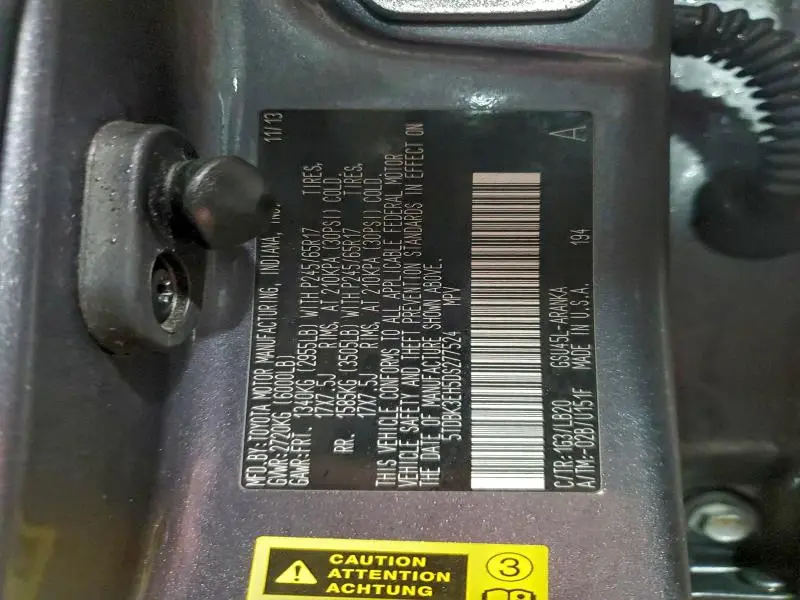 MFD.BY:TOYOTA MOTOR MANUFACTURING, INDIANA, INC. 11/13
GVWR:2720KG (6000LB)
GAWR:FRT. 1340KG (2955LB) WITH P245/65R17 TIRES,
17X7.5J RIMS, AT 210KPA (30PSI) COLD.
RR. 1585KG (3505LB) WITH P245/65R17 TIRES,
17X7.5J RIMS, AT 210KPA (30PSI) COLD.
THIS VEHICLE CONFORMS TO ALL APPLICABLE FEDERAL MOTOR
VEHICLE SAFETY AND THEFT PREVENTION STANDARDS IN EFFECT ON
THE DATE OF MANUFACTURE SHOWN ABOVE.
5TDBK3EH5DS277524 MPV
C/TR:1G3/LB20 GSU45L-ARANKA
A/TM:-02B/U151F MADE IN U.S.A. 194 A
CAUTION
ATTENTION
ACHTUNG
3